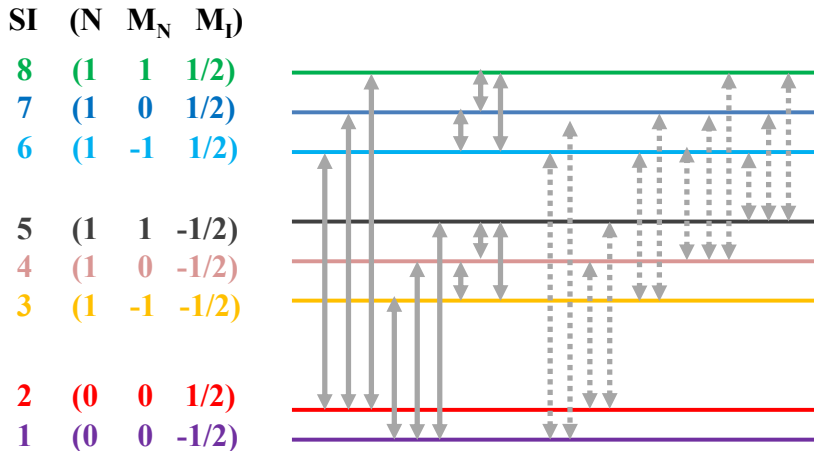 SI (N M_N M_I)
8 (1 1 1/2)
7 (1 0 1/2)
6 (1 -1 1/2)
5 (1 1 -1/2)
4 (1 0 -1/2)
3 (1 -1 -1/2)
2 (0 0 1/2)
1 (0 0 -1/2)